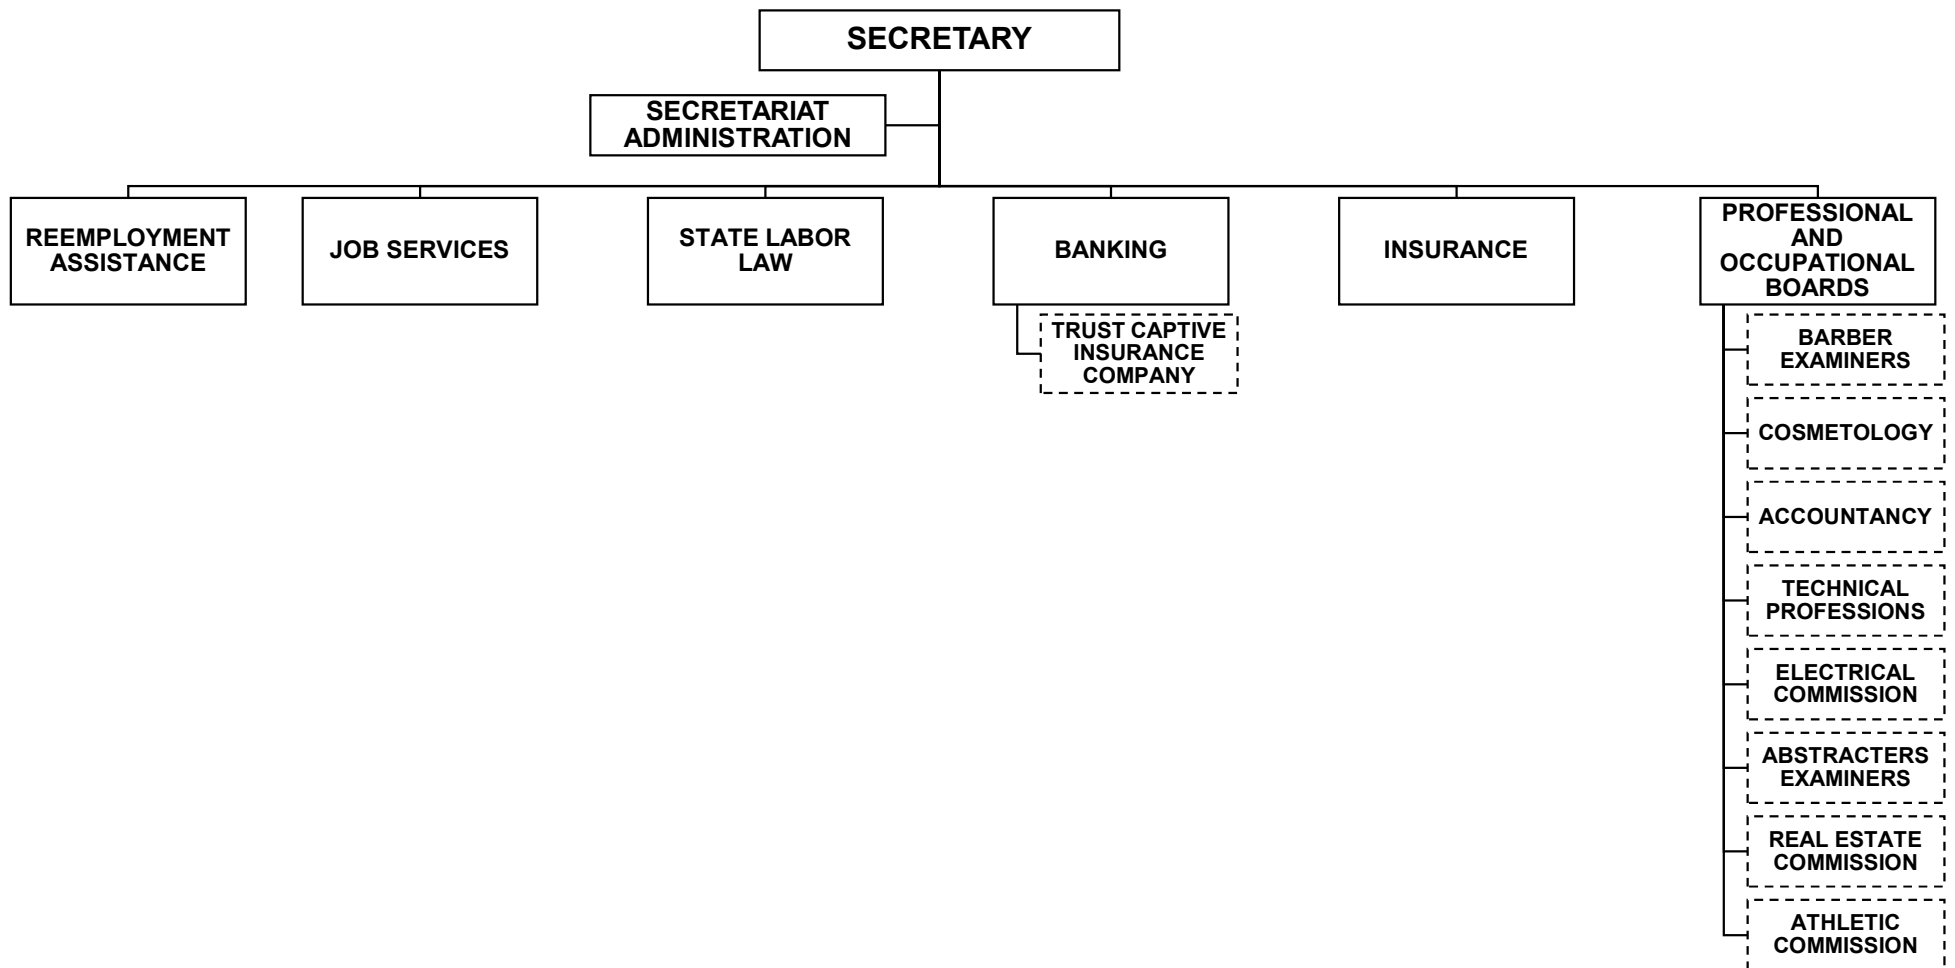 SECRETARY
SECRETARIAT
ADMINISTRATION
REEMPLOYMENT
ASSISTANCE
JOB SERVICES
STATE LABOR
LAW
BANKING
INSURANCE
PROFESSIONAL
AND
OCCUPATIONAL
BOARDS
TRUST CAPTIVE
INSURANCE
COMPANY
BARBER
EXAMINERS
COSMETOLOGY
ACCOUNTANCY
TECHNICAL
PROFESSIONS
ELECTRICAL
COMMISSION
ABSTRACTERS
EXAMINERS
REAL ESTATE
COMMISSION
ATHLETIC
COMMISSION